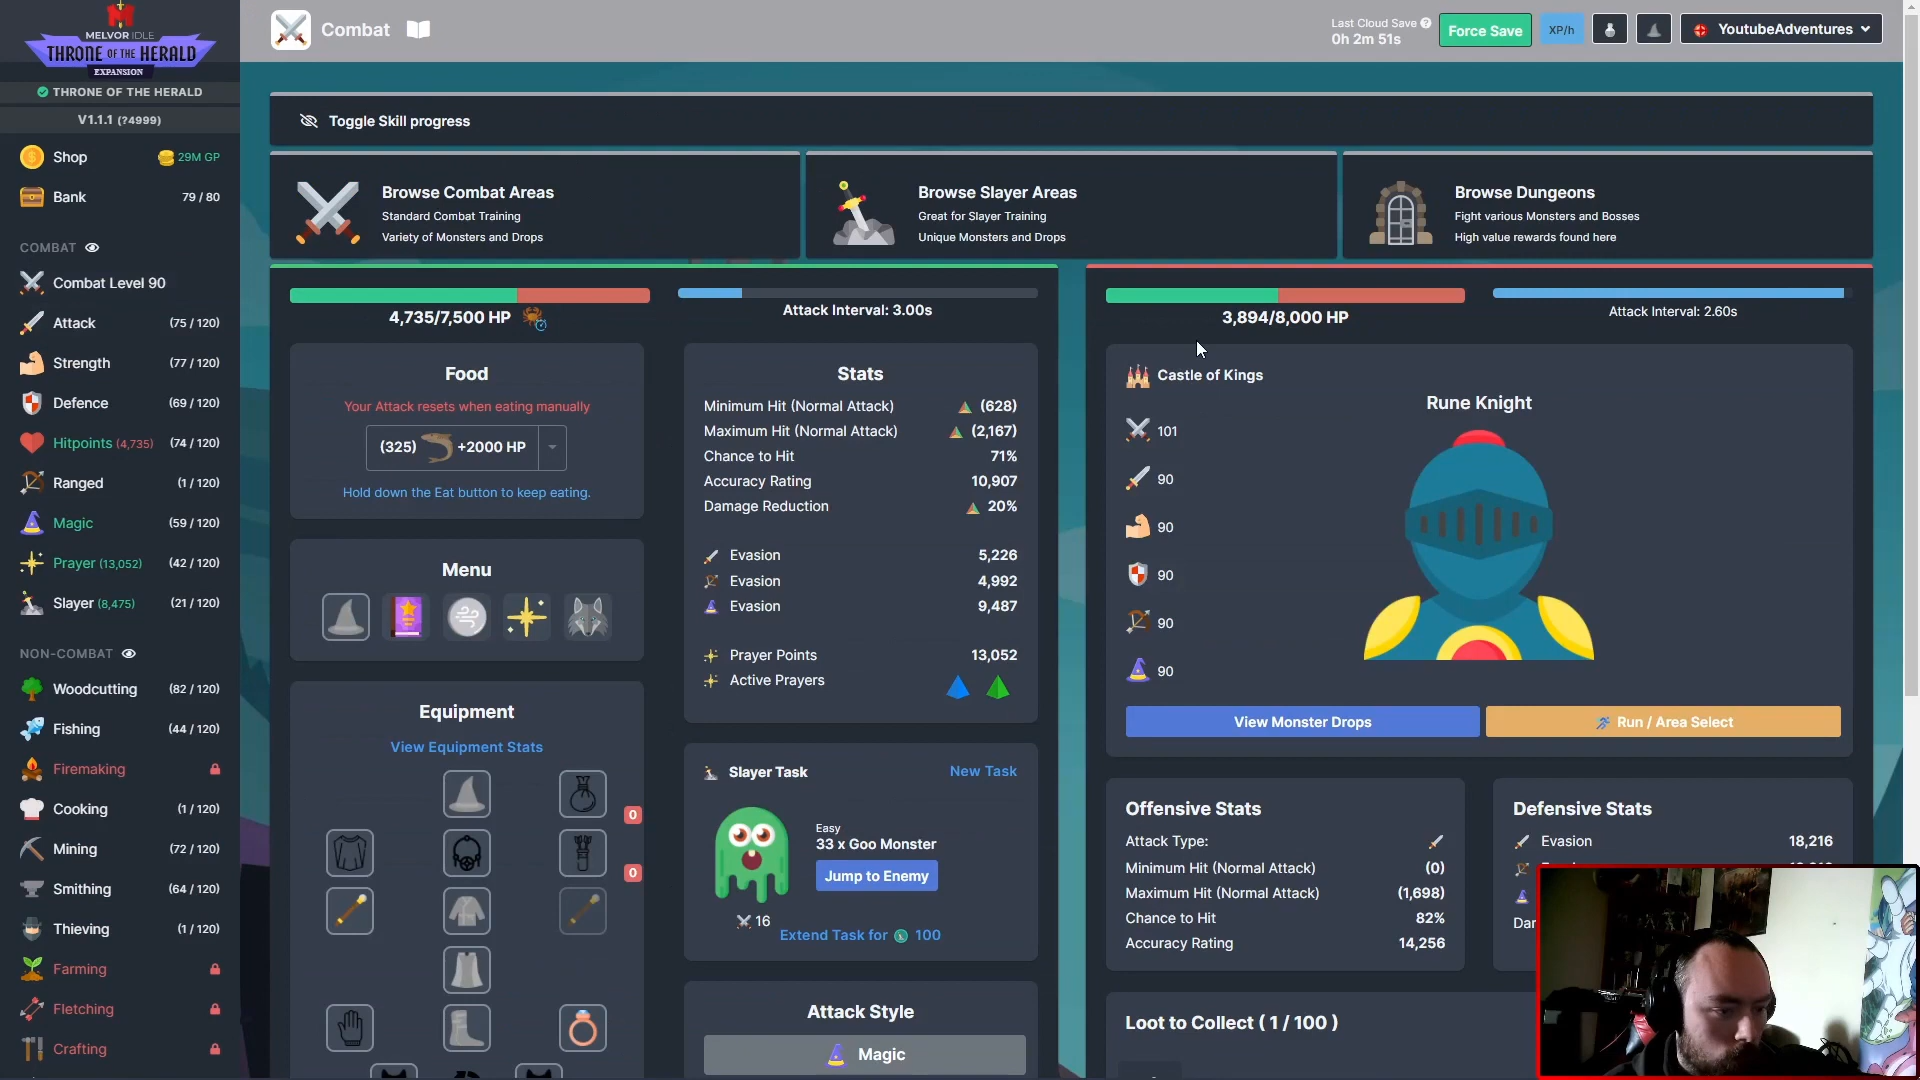 MELVOR IDLE
THRONE OF THE HERALD
EXPANSION
THRONE OF THE HERALD
V1.1.1 (?4999)
Shop 29M GP
Bank 79 / 80
COMBAT
Combat Level 90
Attack (75 / 120)
Strength (77 / 120)
Defence (69 / 120)
Hitpoints (4,735) (74 / 120)
Ranged (1 / 120)
Magic (59 / 120)
Prayer (13,052) (42 / 120)
Slayer (8,475) (21 / 120)
NON-COMBAT
Woodcutting (82 / 120)
Fishing (44 / 120)
Firemaking
Cooking (1 / 120)
Mining (72 / 120)
Smithing (64 / 120)
Thieving (1 / 120)
Farming
Fletching
Crafting
Combat
Last Cloud Save ?
0h 2m 51s
Force Save
XP/h
YoutubeAdventures
Toggle Skill progress
Browse Combat Areas
Standard Combat Training
Variety of Monsters and Drops
Browse Slayer Areas
Great for Slayer Training
Unique Monsters and Drops
Browse Dungeons
Fight various Monsters and Bosses
High value rewards found here
4,735/7,500 HP
Attack Interval: 3.00s
Food
Your Attack resets when eating manually
(325) +2000 HP
Hold down the Eat button to keep eating.
Menu
Equipment
View Equipment Stats
0
0
Stats
Minimum Hit (Normal Attack) (628)
Maximum Hit (Normal Attack) (2,167)
Chance to Hit 71%
Accuracy Rating 10,907
Damage Reduction 20%
Evasion 5,226
Evasion 4,992
Evasion 9,487
Prayer Points 13,052
Active Prayers
Slayer Task New Task
Easy
33 x Goo Monster
Jump to Enemy
16
Extend Task for 100
Attack Style
Magic
3,894/8,000 HP
Attack Interval: 2.60s
Castle of Kings
Rune Knight
101
90
90
90
90
90
View Monster Drops
Run / Area Select
Offensive Stats
Attack Type:
Minimum Hit (Normal Attack) (0)
Maximum Hit (Normal Attack) (1,698)
Chance to Hit 82%
Accuracy Rating 14,256
Defensive Stats
Evasion 18,216
Loot to Collect ( 1 / 100 )